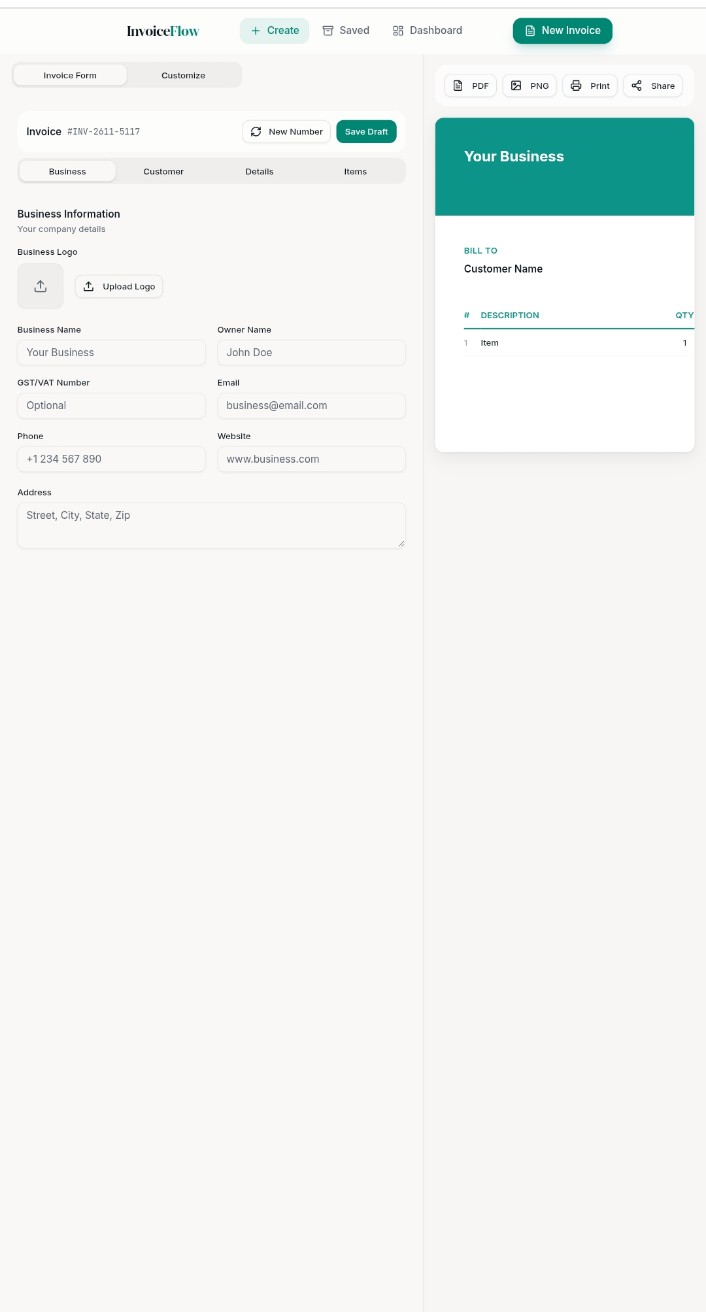 InvoiceFlow
Create
Saved
Dashboard
New Invoice
Invoice Form
Customize
Invoice #INV-2611-5117
New Number
Save Draft
Business
Customer
Details
Items
Business Information
Your company details
Business Logo
Upload Logo
Business Name
Owner Name
Your Business
John Doe
GST/VAT Number
Email
Optional
business@email.com
Phone
Website
+1 234 567 890
www.business.com
Address
Street, City, State, Zip
PDF
PNG
Print
Share
Your Business
BILL TO
Customer Name
# DESCRIPTION QTY
1 Item 1